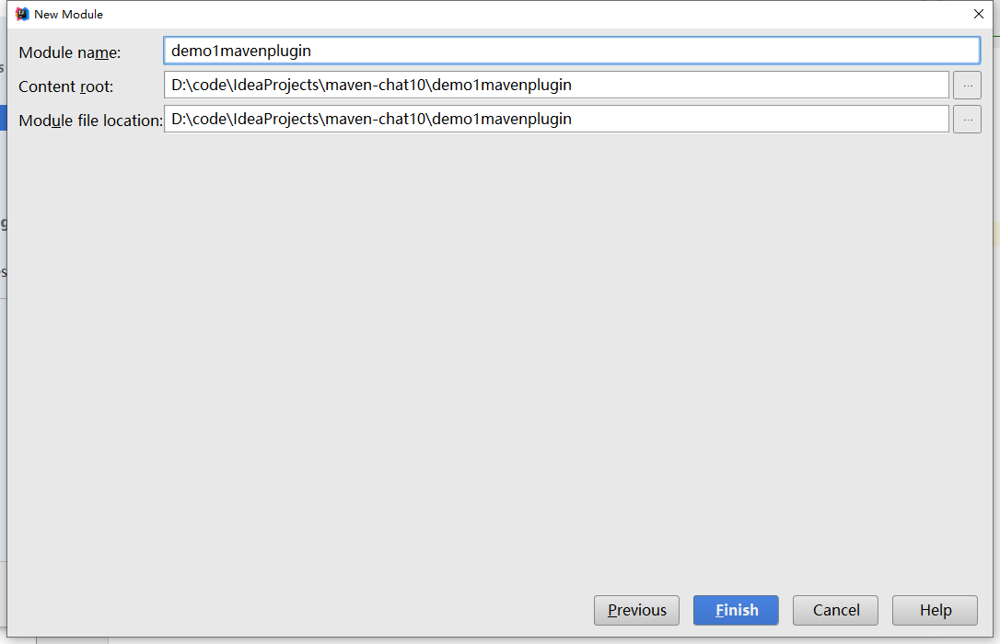 New Module
Module name: demo1mavenplugin
Content root: D:\code\IdeaProjects\maven-chat10\demo1mavenplugin ...
Module file location: D:\code\IdeaProjects\maven-chat10\demo1mavenplugin ...
Previous Finish Cancel Help